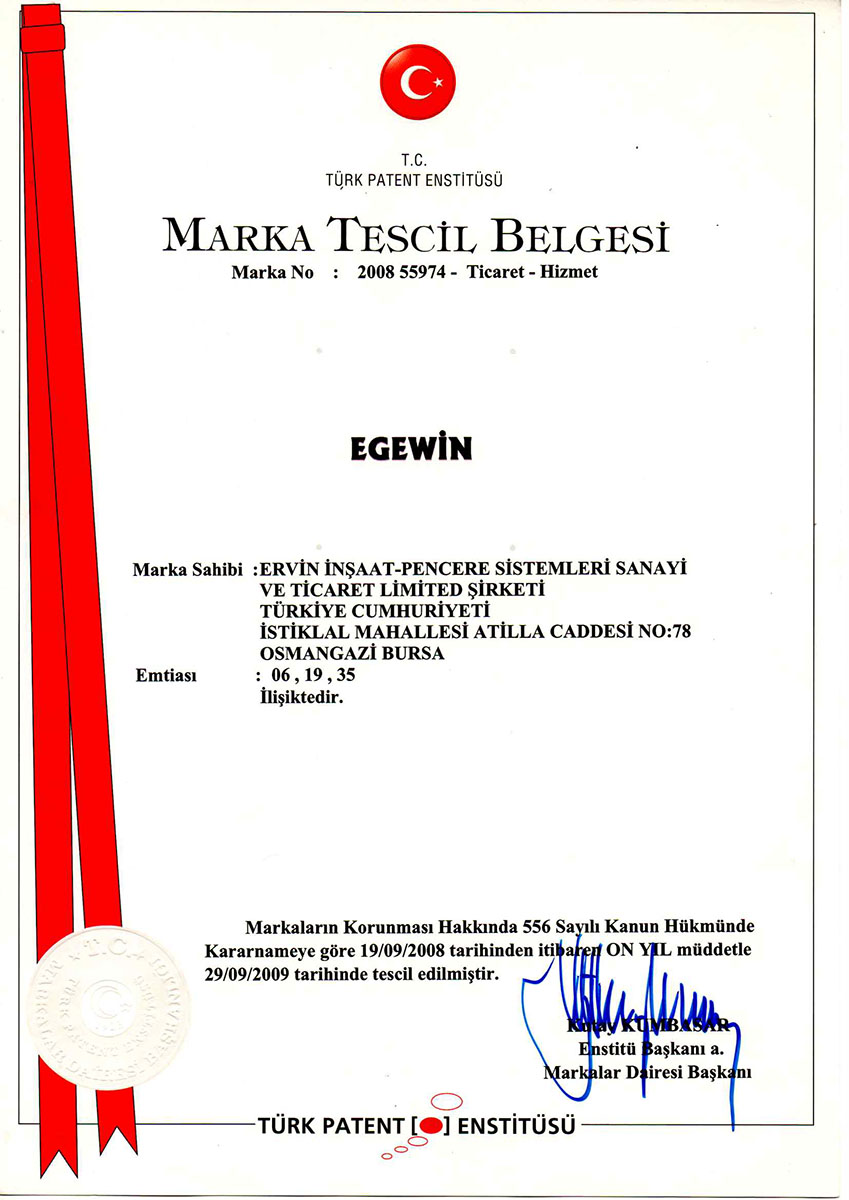 T.C.
TÜRK PATENT ENSTİTÜSÜ
MARKA TESCİL BELGESİ
Marka No : 2008 55974 - Ticaret - Hizmet
EGEWİN
Marka Sahibi :ERVİN İNŞAAT-PENCERE SİSTEMLERİ SANAYİ
VE TİCARET LİMİTED ŞİRKETİ
TÜRKİYE CUMHURİYETİ
İSTİKLAL MAHALLESİ ATİLLA CADDESİ NO:78
OSMANGAZİ BURSA
Emtiası : 06 , 19 , 35
İlişiktedir.
Markaların Korunması Hakkında 556 Sayılı Kanun Hükmünde
Kararnameye göre 19/09/2008 tarihinden itibaren ON YIL müddetle
29/09/2009 tarihinde tescil edilmiştir.
Kutay KUMBASAR
Enstitü Başkanı a.
Markalar Dairesi Başkanı
T.C.
TÜRK PATENT ENSTİTÜSÜ